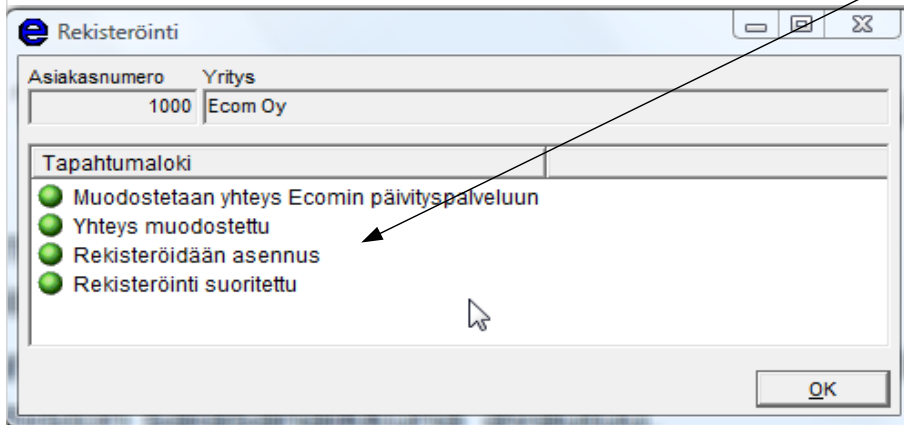 Rekisteröinti
Asiakasnumero Yritys
1000 Ecom Oy
Tapahtumaloki
Muodostetaan yhteys Ecomin päivityspalveluun
Yhteys muodostettu
Rekisteröidään asennus
Rekisteröinti suoritettu
OK